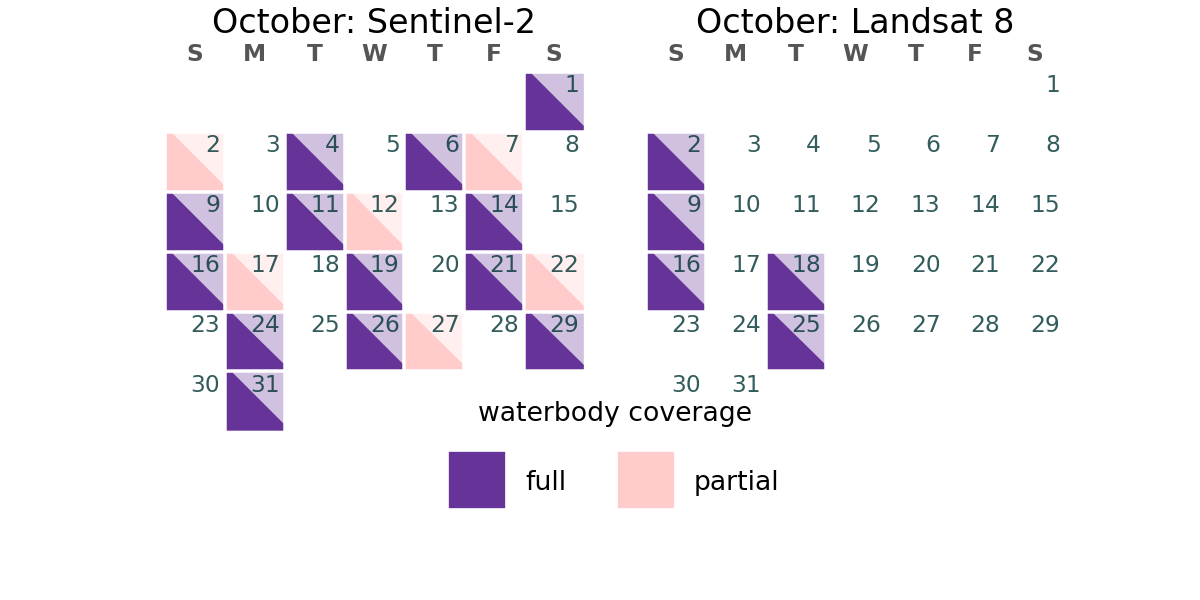 October: Sentinel-2
S M T W T F S
1
2 3 4 5 6 7 8
9 10 11 12 13 14 15
16 17 18 19 20 21 22
23 24 25 26 27 28 29
30 31
October: Landsat 8
S M T W T F S
1
2 3 4 5 6 7 8
9 10 11 12 13 14 15
16 17 18 19 20 21 22
23 24 25 26 27 28 29
30 31
waterbody coverage
full partial